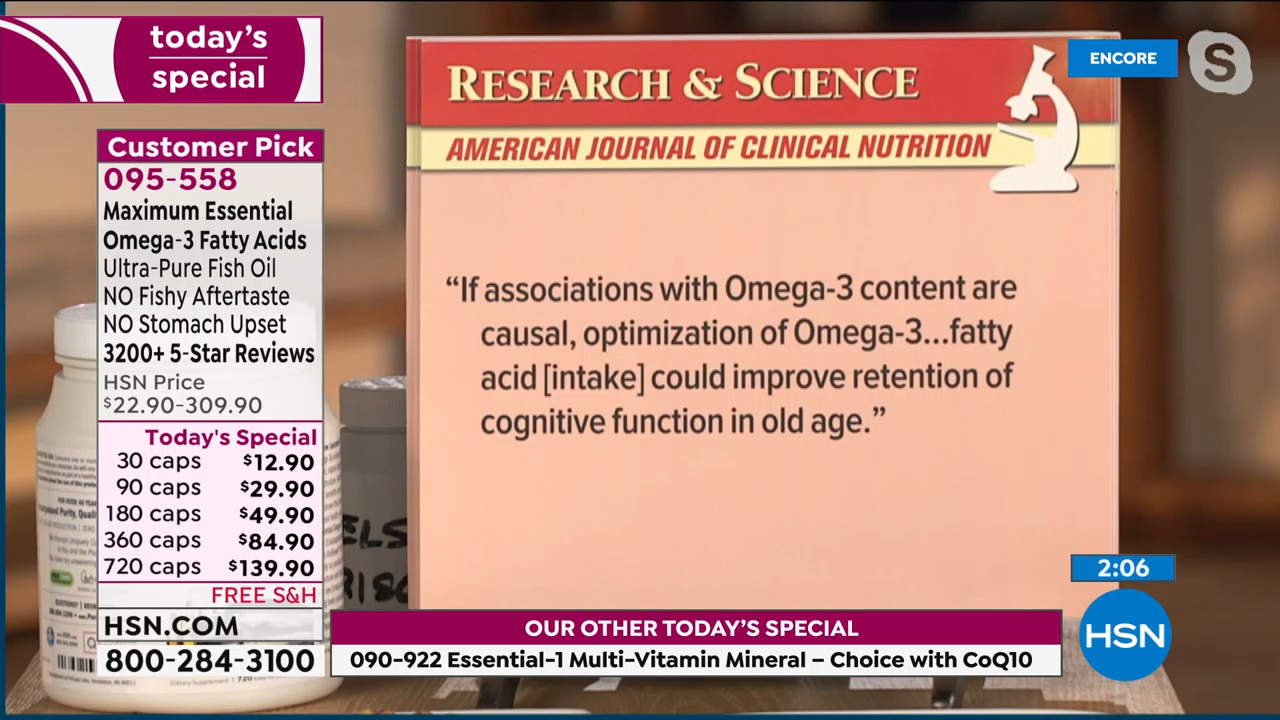 today's
special
Customer Pick
095-558
Maximum Essential
Omega-3 Fatty Acids
Ultra-Pure Fish Oil
NO Fishy Aftertaste
NO Stomach Upset
3200+ 5-Star Reviews
HSN Price
$22.90-309.90
Today's Special
30 caps $12.90
90 caps $29.90
180 caps $49.90
360 caps $84.90
720 caps $139.90
FREE S&H
HSN.COM
800-284-3100
RESEARCH & SCIENCE
AMERICAN JOURNAL OF CLINICAL NUTRITION
“If associations with Omega-3 content are
causal, optimization of Omega-3...fatty
acid [intake] could improve retention of
cognitive function in old age.”
ENCORE
S
2:06
HSN
OUR OTHER TODAY'S SPECIAL
090-922 Essential-1 Multi-Vitamin Mineral – Choice with CoQ10